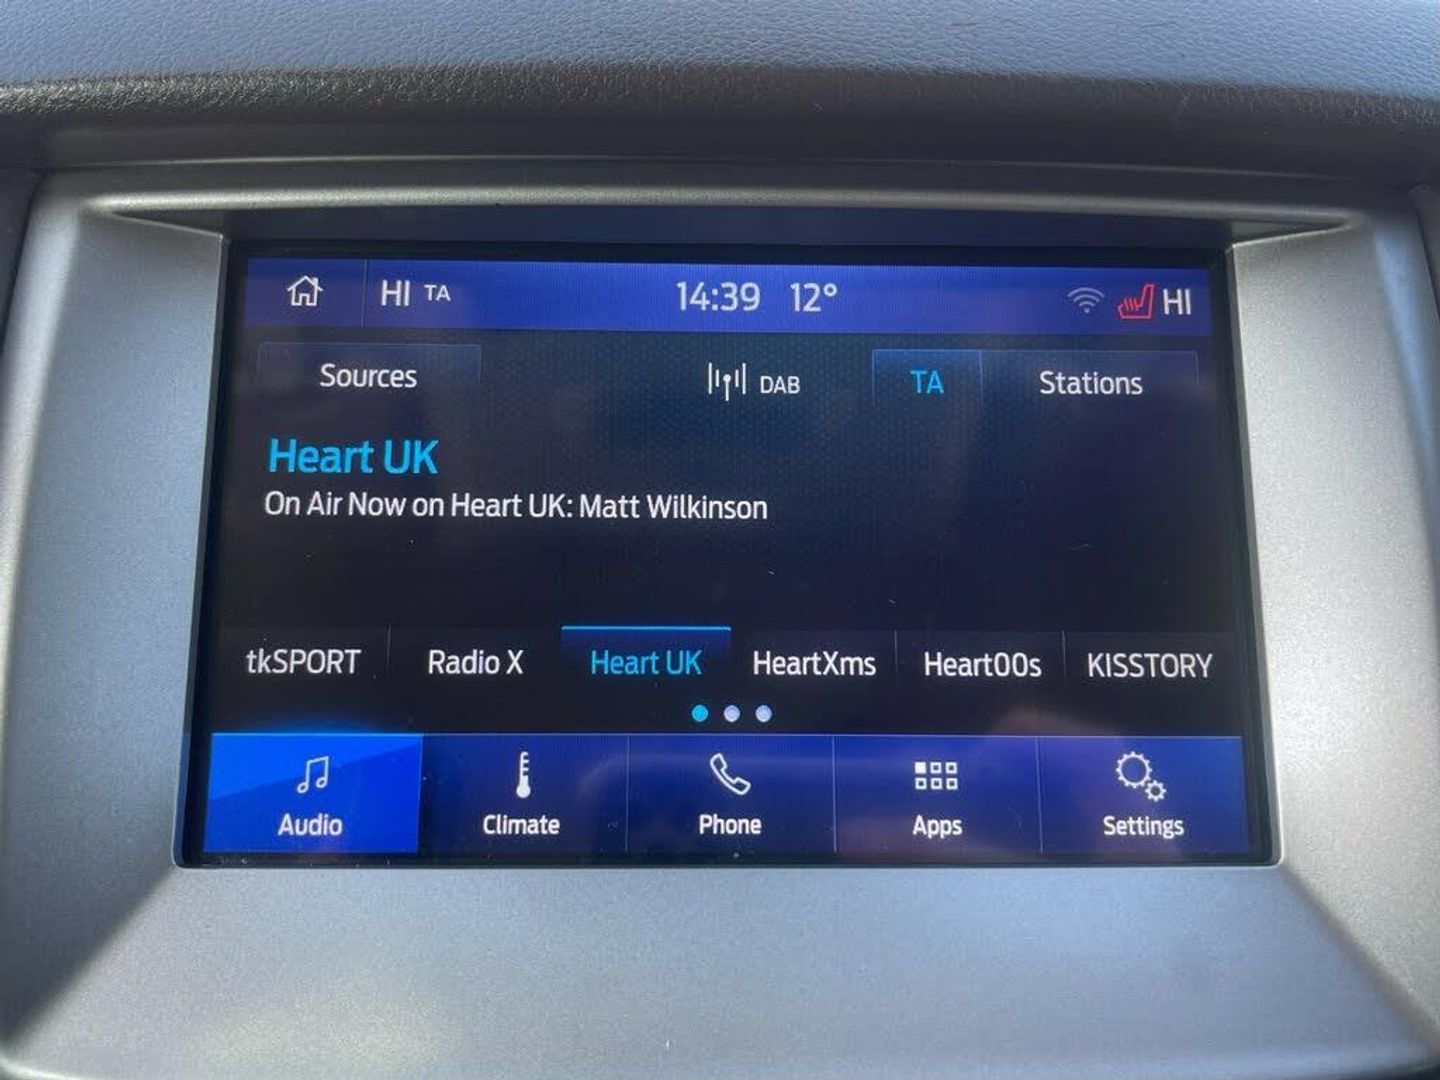 HI TA 14:39 12° HI
Sources DAB TA Stations
Heart UK
On Air Now on Heart UK: Matt Wilkinson
tkSPORT Radio X Heart UK HeartXms Heart00s KISSTORY
Audio Climate Phone Apps Settings